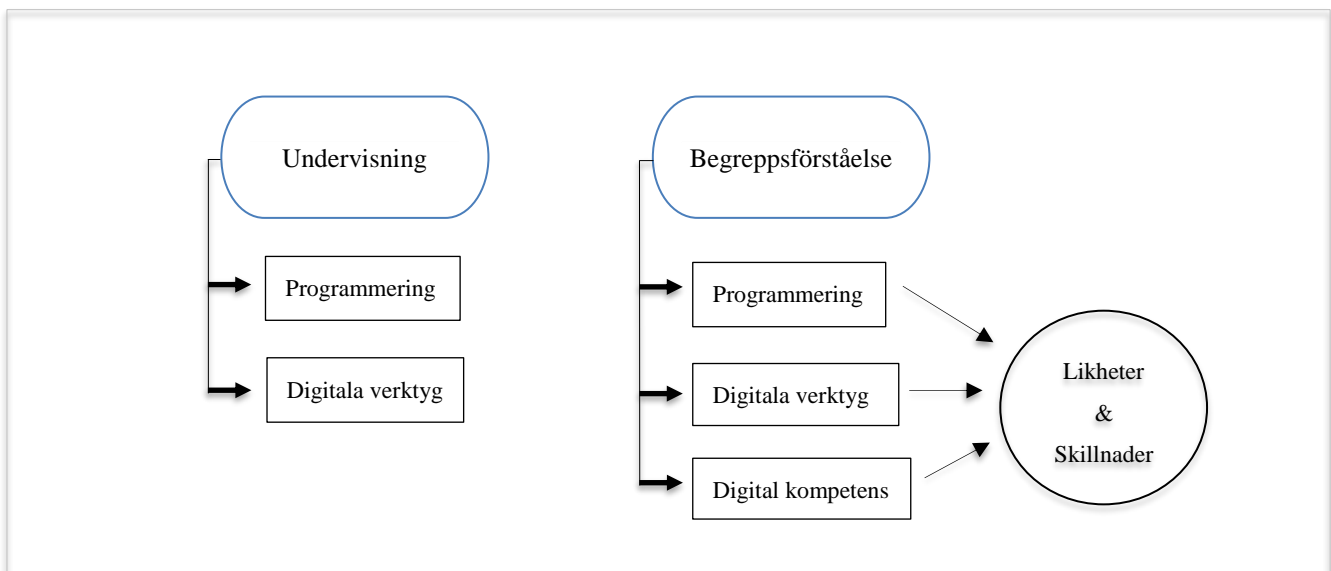 Undervisning
Programmering
Digitala verktyg
Begreppsförståelse
Programmering
Digitala verktyg
Digital kompetens
Likheter
&
Skillnader